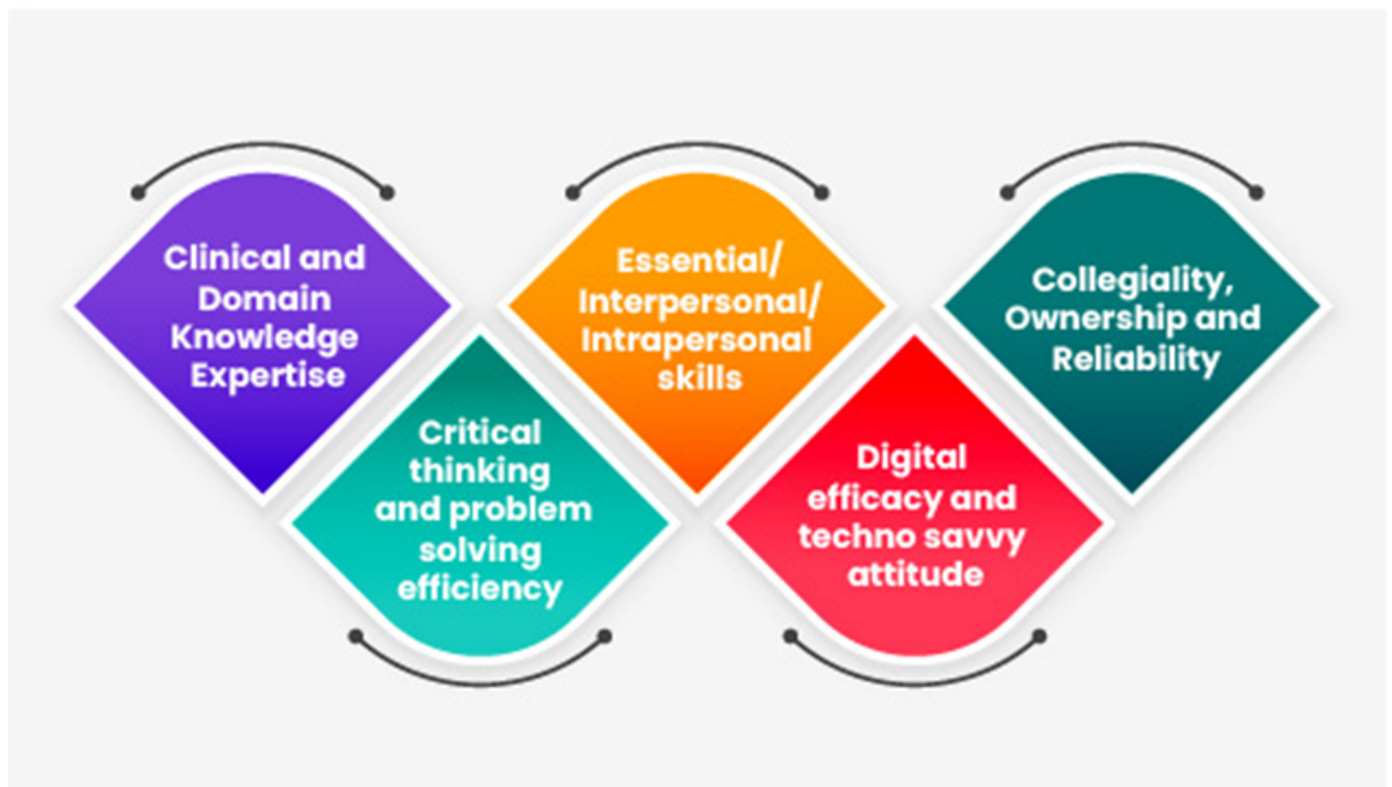 Clinical and
Domain
Knowledge
Expertise
Critical
thinking
and problem
solving
efficiency
Essential/
Interpersonal/
Intrapersonal
skills
Digital
efficacy and
techno savvy
attitude
Collegiality,
Ownership and
Reliability